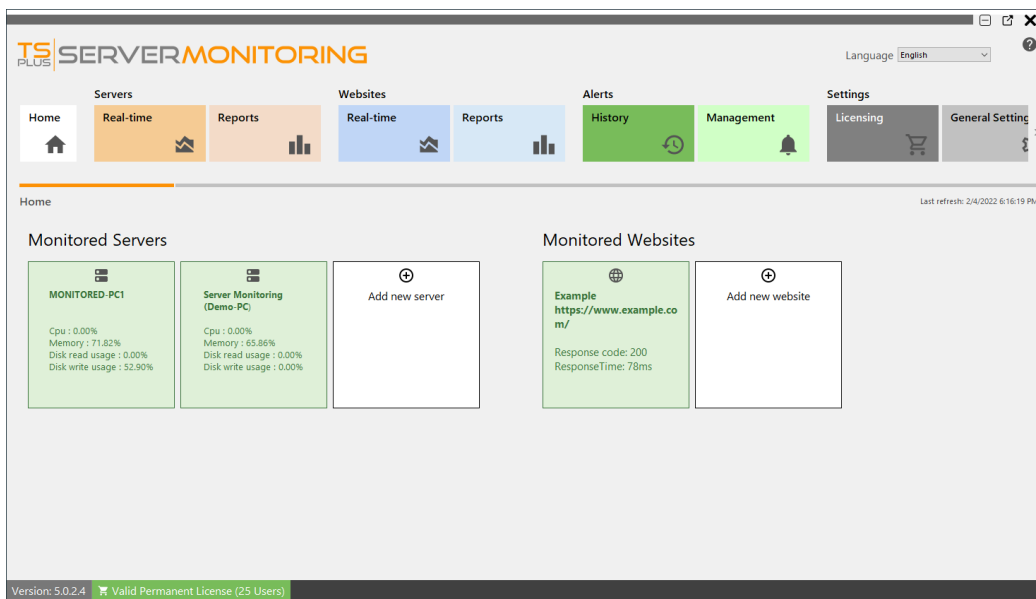 TS PLUS SERVERMONITORING
Language English
Servers
Websites
Alerts
Settings
Home
Real-time
Reports
Real-time
Reports
History
Management
Licensing
General Setting
Home
Last refresh: 2/4/2022 6:16:19 PM
Monitored Servers
Monitored Websites
MONITORED-PC1
Cpu : 0.00%
Memory : 71.82%
Disk read usage : 0.00%
Disk write usage : 52.90%
Server Monitoring
(Demo-PC)
Cpu : 0.00%
Memory : 65.86%
Disk read usage : 0.00%
Disk write usage : 0.00%
Add new server
Example
https://www.example.co
m/
Response code: 200
ResponseTime: 78ms
Add new website
Version: 5.0.2.4
Valid Permanent License (25 Users)